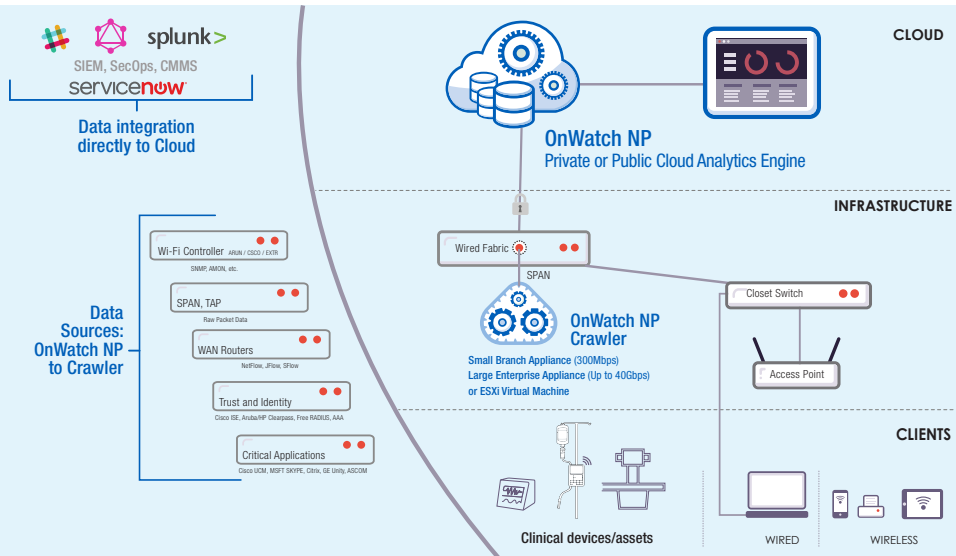 splunk>
SIEM, SecOps, CMMS
servicenow
Data integration
directly to Cloud
CLOUD
OnWatch NP
Private or Public Cloud Analytics Engine
INFRASTRUCTURE
Wired Fabric
SPAN
Closet Switch
Access Point
OnWatch NP
Crawler
Small Branch Appliance (300Mbps)
Large Enterprise Appliance (Up to 40Gbps)
or ESXi Virtual Machine
Data
Sources:
OnWatch NP
to Crawler
Wi-Fi Controller ARUN / CSCO / EXTR
SNMP, AMON, etc.
SPAN, TAP
Raw Packet Data
WAN Routers
NetFlow, JFlow, SFlow
Trust and Identity
Cisco ISE, Aruba/HP Clearpass, Free RADIUS, AAA
Critical Applications
Cisco UCM, MSFT SKYPE, Citrix, GE Unity, ASCOM
CLIENTS
Clinical devices/assets
WIRED
WIRELESS